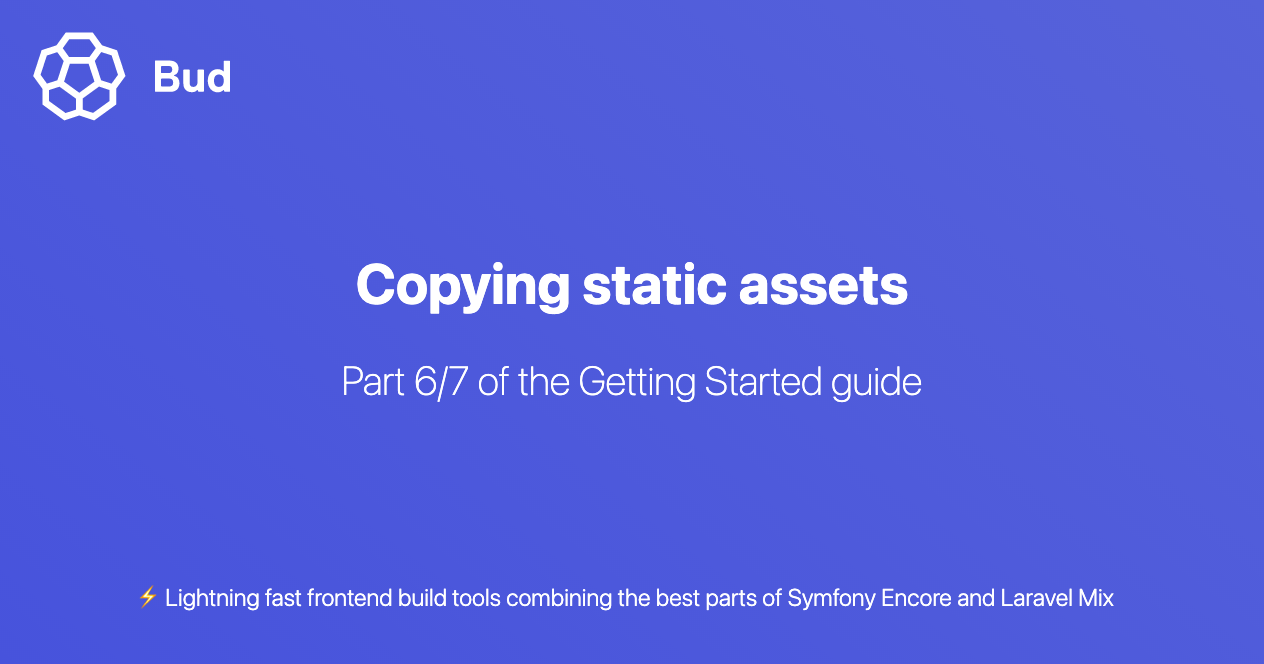 Bud
Copying static assets
Part 6/7 of the Getting Started guide
⚡ Lightning fast frontend build tools combining the best parts of Symfony Encore and Laravel Mix